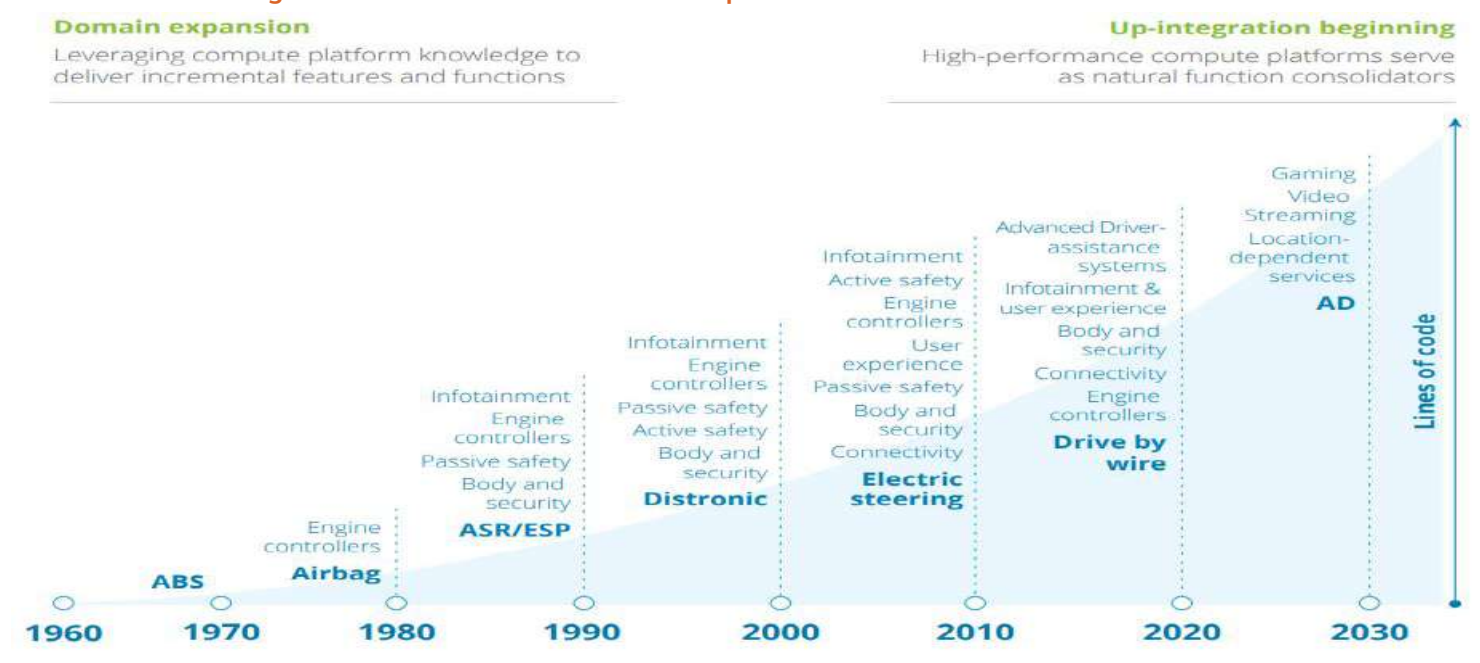 Domain expansion
Leveraging compute platform knowledge to
deliver incremental features and functions
Up-integration beginning
High-performance compute platforms serve
as natural function consolidators
ABS
Engine
controllers
Airbag
Infotainment
Engine
controllers
Passive safety
Body and
security
ASR/ESP
Infotainment
Engine
controllers
Passive safety
Active safety
Body and
security
Distronic
Infotainment
Active safety
Engine
controllers
User
experience
Passive safety
Body and
security
Connectivity
Electric
steering
Advanced Driver-
assistance
systems
Infotainment &
user experience
Body and
security
Connectivity
Engine
controllers
Drive by
wire
Gaming
Video
Streaming
Location-
dependent
services
AD
Lines of code
1960 1970 1980 1990 2000 2010 2020 2030